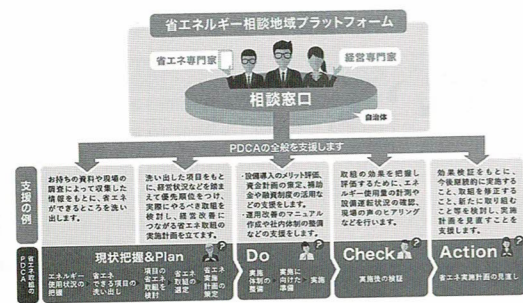 省エネルギー相談地域プラットフォーム
省エネ専門家
経営専門家
相談窓口
自治体
PDCAの全般を支援します
支援の例
お持ちの資料や現場の
調査によって収集した
情報をもとに、省エネ
ができるところを洗い
出します。
洗い出した項目をもと
に、経営状況などを踏ま
えて優先順位をつけ、
実際にやるべき取組を
検討し、経営改善に
つながる省エネ取組の
実施計画を立てます。
・設備導入のメリット評価、
資金計画の策定、補助
金や融資制度の活用な
どの支援をします。
・運用改善のマニュアル
作成や社内体制の整備
などの支援をします。
取組の効果を把握し
評価するために、エネ
ルギー使用量の計測や
設備運転状況の確認、
現場の声のヒアリング
などを行います。
効果検証をもとに、
今後継続的に実施する
こと、取組を修正する
こと、新たに取り組む
こと等を検討し、実施
計画を見直すことを
支援します。
省エネ取組の
PDCA
現状把握&Plan
エネルギー
使用状況の
把握
省エネ
できる項目の
洗い出し
項目の
省エネ
取組を
検討
省エネ
取組の
選定
省エネ
実施
計画の
策定
Do
実施
体制の
整備
実施に
向けた
準備
実施
Check
実施後の検証
Action
省エネ実施計画の見直し